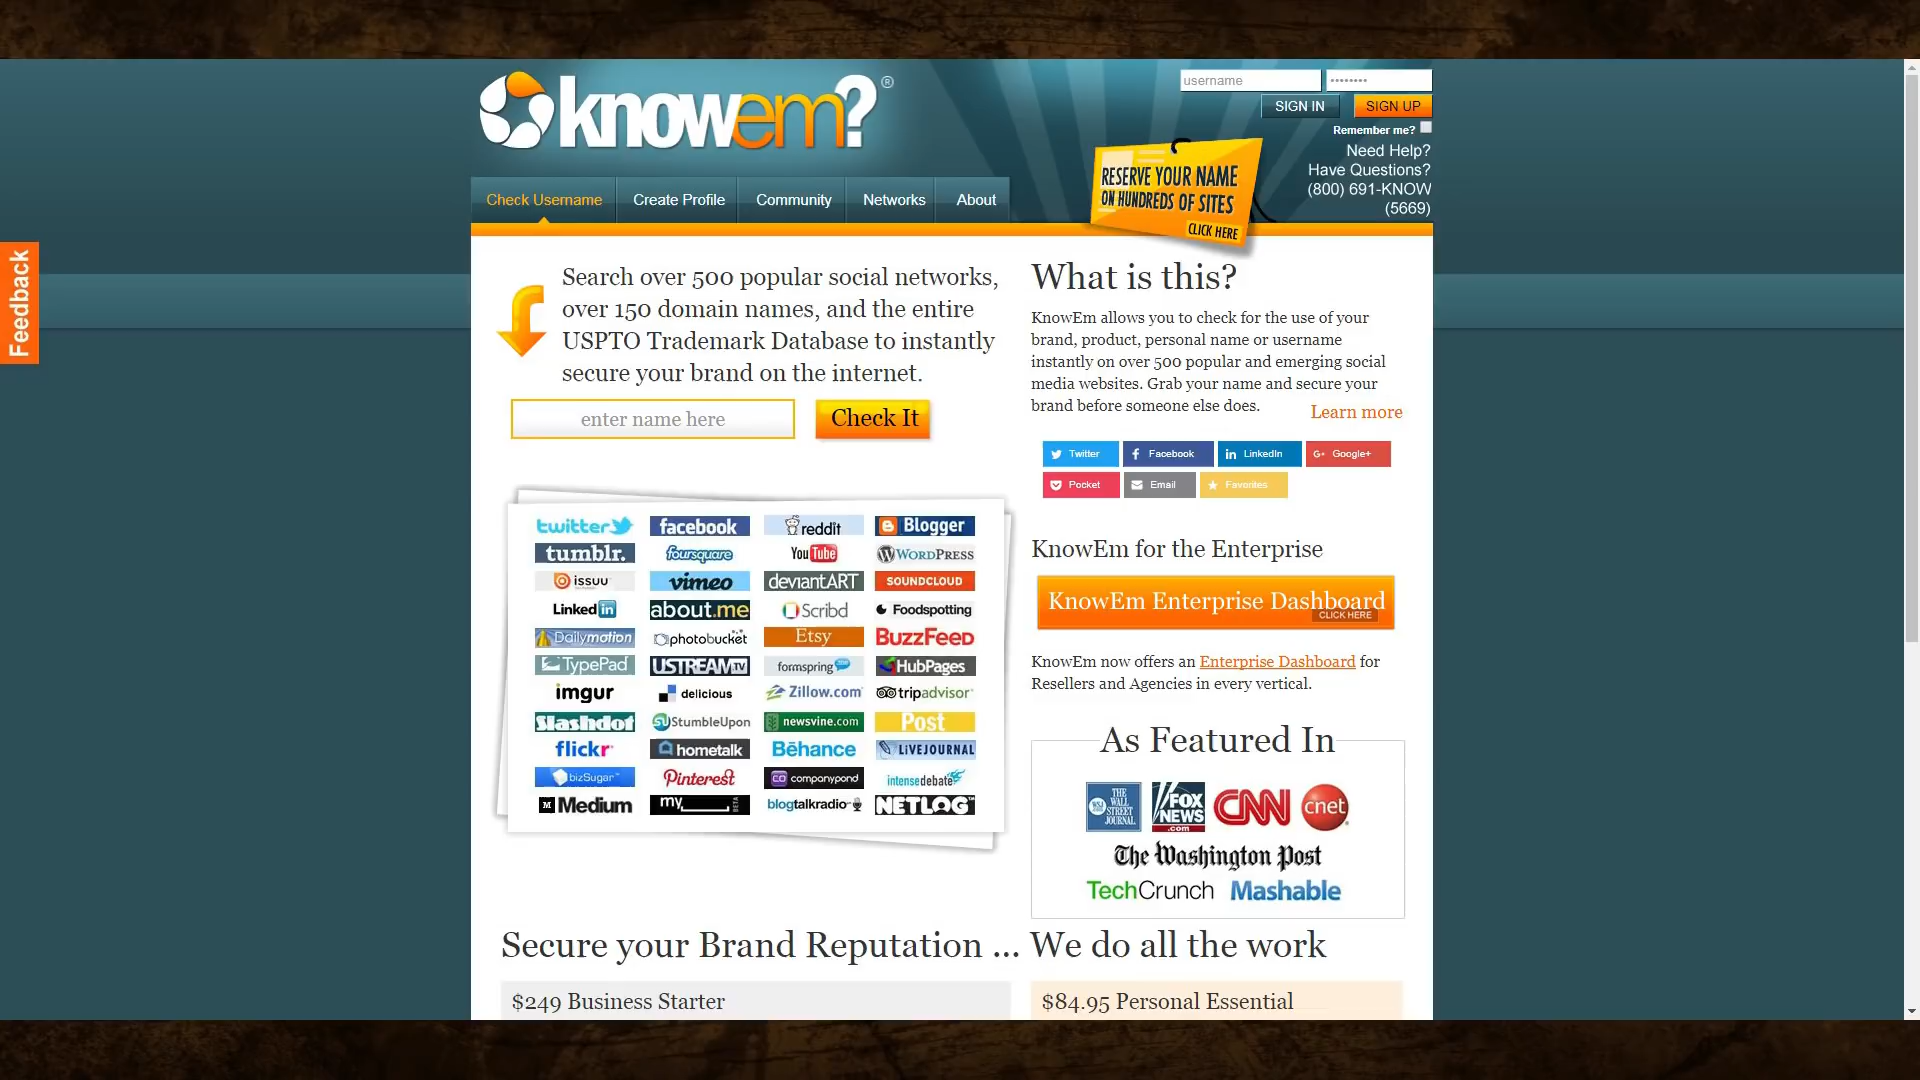 knowem?®
username
SIGN IN
SIGN UP
Remember me?
Need Help?
Have Questions?
(800) 691-KNOW
(5669)
RESERVE YOUR NAME
ON HUNDREDS OF SITES
CLICK HERE
Check Username
Create Profile
Community
Networks
About
Feedback
Search over 500 popular social networks,
over 150 domain names, and the entire
USPTO Trademark Database to instantly
secure your brand on the internet.
enter name here
Check It
twitter
facebook
reddit
Blogger
tumblr.
foursquare
YouTube
WORDPRESS
issuu
vimeo
deviantART
SOUNDCLOUD
Linked in
about.me
Scribd
Foodspotting
Dailymotion
photobucket
Etsy
BuzzFeed
TypePad
USTREAM TV
formspring
HubPages
imgur
delicious
Zillow.com
tripadvisor
Slashdot
StumbleUpon
newsvine.com
Post
flickr
hometalk
Bēhance
LIVEJOURNAL
bizSugar
Pinterest
companypond
intensedebate
Medium
my BETA
blogtalkradio
NETLOG
What is this?
KnowEm allows you to check for the use of your
brand, product, personal name or username
instantly on over 500 popular and emerging social
media websites. Grab your name and secure your
brand before someone else does.
Learn more
Twitter
Facebook
LinkedIn
Google+
Pocket
Email
Favorites
KnowEm for the Enterprise
KnowEm Enterprise Dashboard
CLICK HERE
KnowEm now offers an Enterprise Dashboard for
Resellers and Agencies in every vertical.
As Featured In
WSJ THE WALL STREET JOURNAL
FOX NEWS .com
CNN
cnet
The Washington Post
TechCrunch
Mashable
Secure your Brand Reputation ...
We do all the work
$249 Business Starter
$84.95 Personal Essential